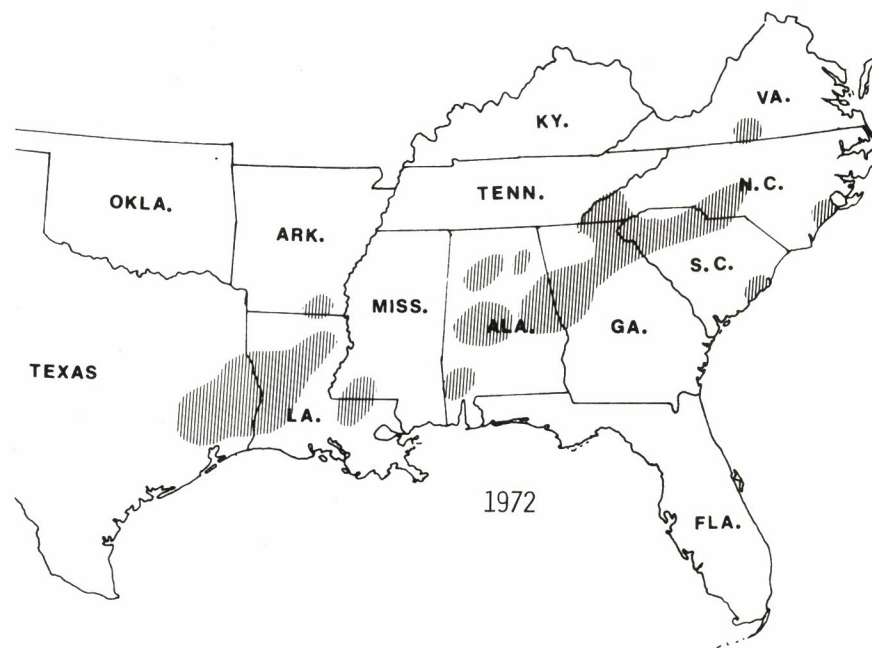 VA.
KY.
TENN.
N.C.
OKLA.
ARK.
S.C.
MISS.
ALA.
GA.
TEXAS
LA.
1972
FLA.